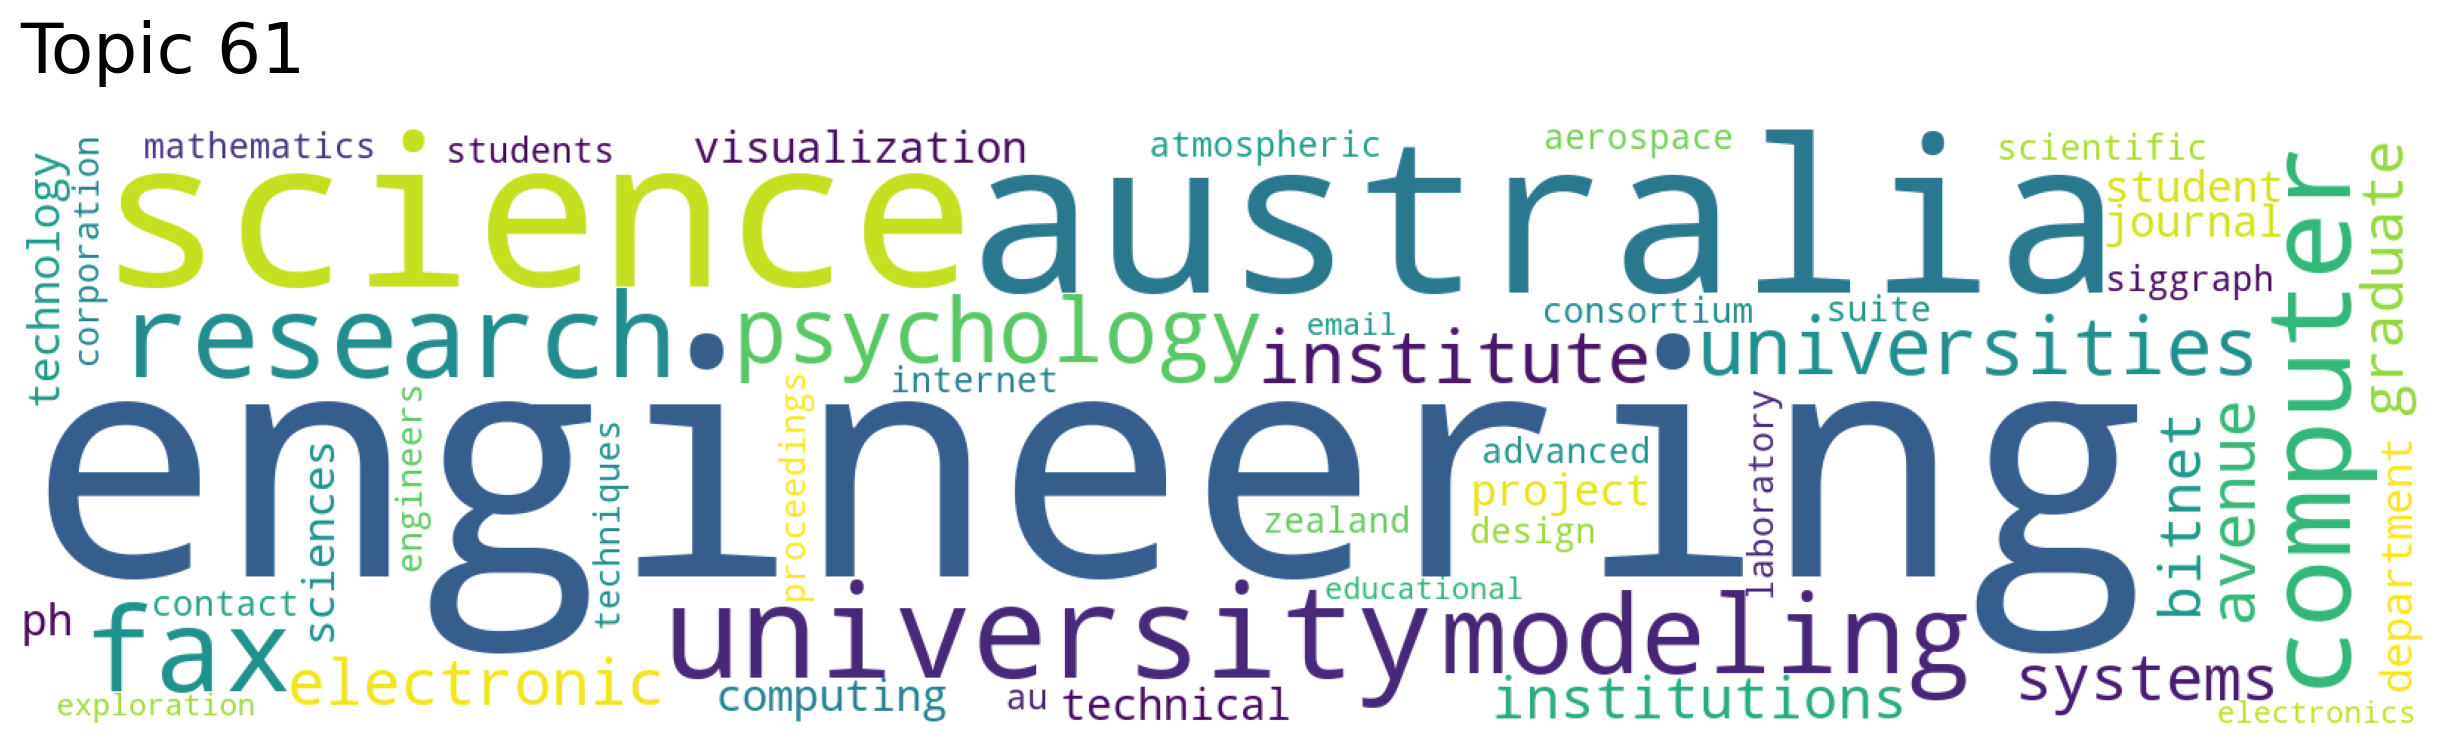 Topic 61
mathematics
students
visualization
atmospheric
aerospace
scientific
technology
corporation
science
australia
student
journal
siggraph
computer
graduate
research
psychology
email
institute
consortium
suite
universities
internet
engineering
engineers
sciences
techniques
proceedings
advanced
project
zealand
design
laboratory
bitnet
avenue
department
educational
ph
contact
fax
university
modeling
electronic
computing
au
technical
institutions
systems
exploration
electronics